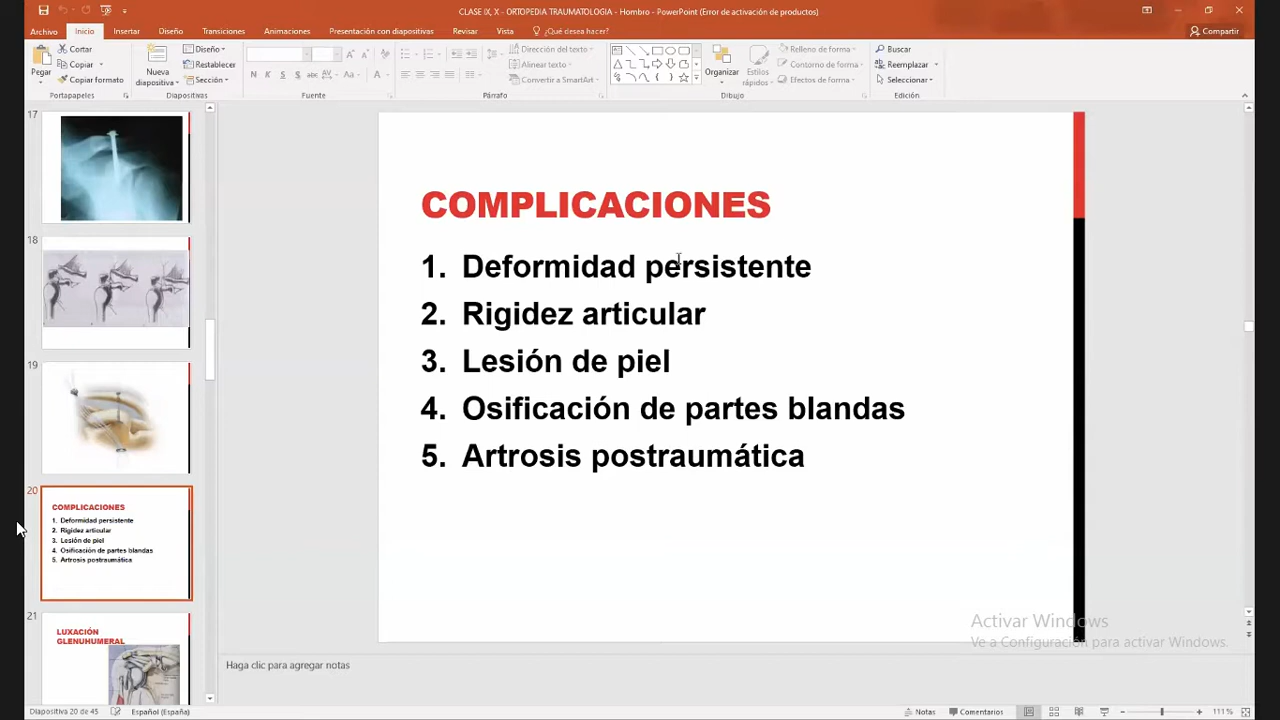 CLASE IX, X - ORTOPEDIA TRAUMATOLOGIA - Hombro - PowerPoint (Error de activación de productos)
Archivo Inicio Insertar Diseño Transiciones Animaciones Presentación con diapositivas Revisar Vista ¿Qué desea hacer? Compartir
Pegar
Cortar
Copiar
Copiar formato
Portapapeles
Nueva
diapositiva
Diseño
Restablecer
Sección
Diapositivas
N K S S abc AV Aa A
Fuente
Dirección del texto
Alinear texto
Convertir a SmartArt
Párrafo
Organizar
Estilos
rápidos
Relleno de forma
Contorno de forma
Efectos de forma
Dibujo
Buscar
Reemplazar
Seleccionar
Edición
17
18
19
20
COMPLICACIONES
1. Deformidad persistente
2. Rigidez articular
3. Lesión de piel
4. Osificación de partes blandas
5. Artrosis postraumática
21
LUXACIÓN
GLENUHUMERAL
COMPLICACIONES
1. Deformidad persistente
2. Rigidez articular
3. Lesión de piel
4. Osificación de partes blandas
5. Artrosis postraumática
Activar Windows
Ve a Configuración para activar Windows.
Haga clic para agregar notas
Diapositiva 20 de 45 Español (España) Notas Comentarios 111%